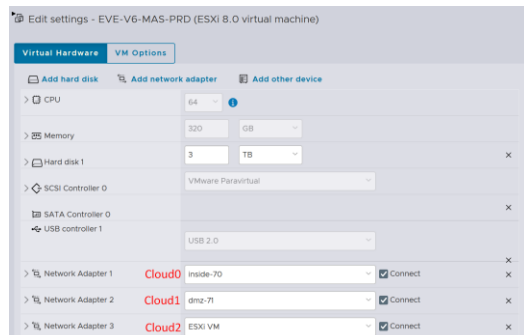 Edit settings - EVE-V6-MAS-PRD (ESXi 8.0 virtual machine)
Virtual Hardware VM Options
Add hard disk Add network adapter Add other device
CPU 64
Memory 320 GB
Hard disk 1 3 TB
SCSI Controller 0 VMware Paravirtual
SATA Controller 0
USB controller 1
USB 2.0
Network Adapter 1 Cloud0 Inside-70 Connect
Network Adapter 2 Cloud1 dmz-71 Connect
Network Adapter 3 Cloud2 ESXi VM Connect